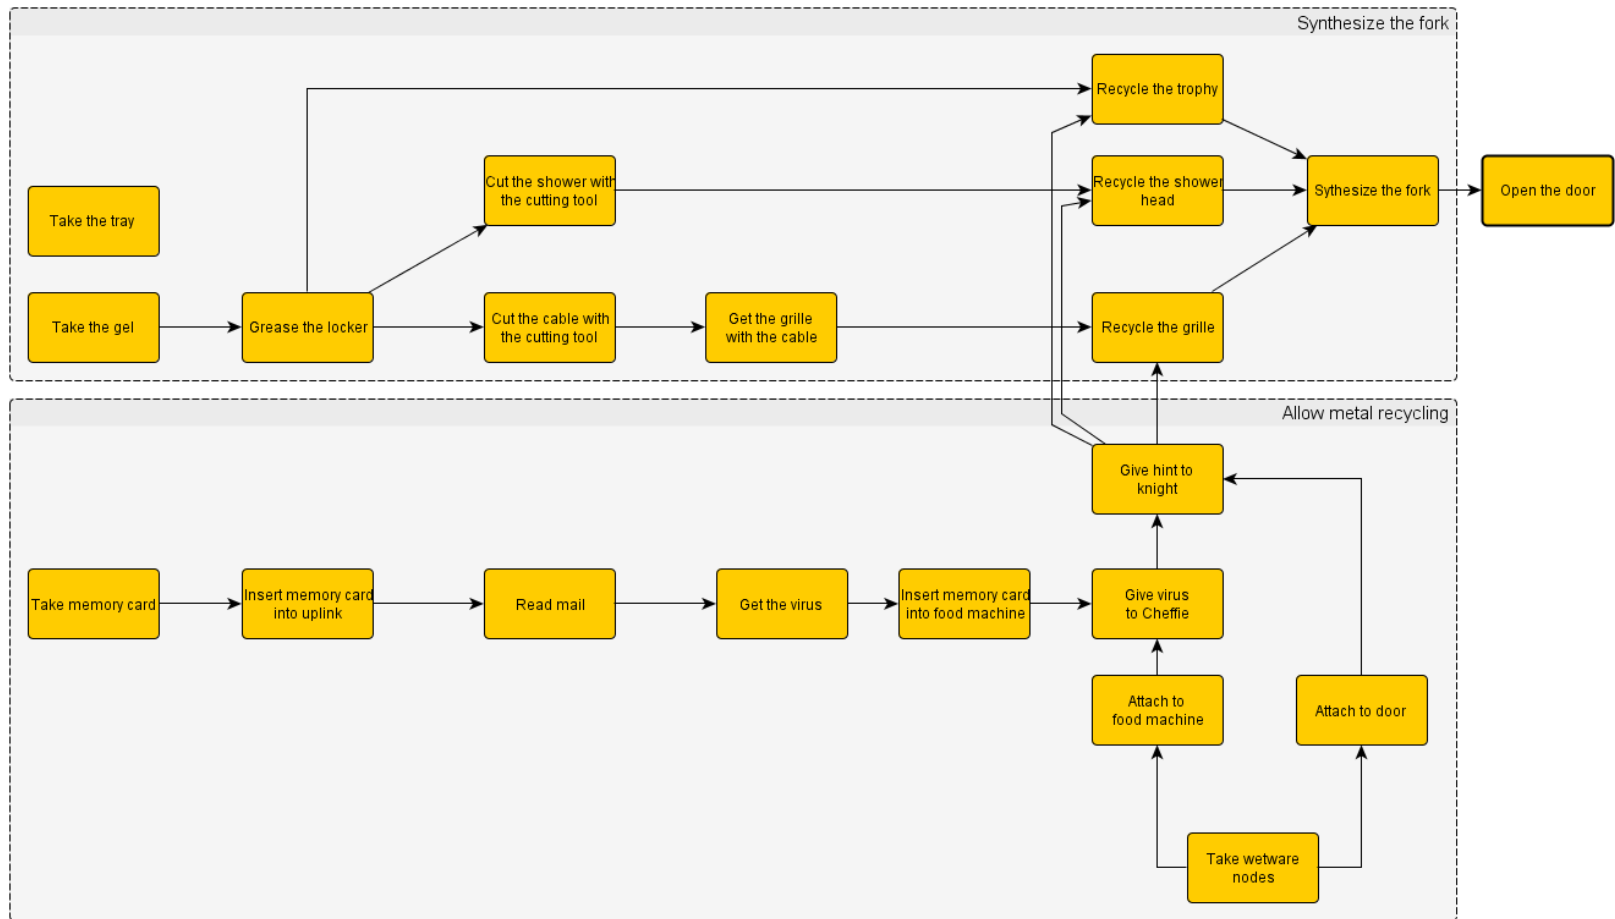 Synthesize the fork
Recycle the trophy
Cut the shower with
the cutting tool
Recycle the shower
head
Sythesize the fork
Open the door
Take the tray
Take the gel
Grease the locker
Cut the cable with
the cutting tool
Get the grille
with the cable
Recycle the grille
Allow metal recycling
Give hint to
knight
Take memory card
Insert memory card
into uplink
Read mail
Get the virus
Insert memory card
into food machine
Give virus
to Cheffie
Attach to
food machine
Attach to door
Take wetware
nodes